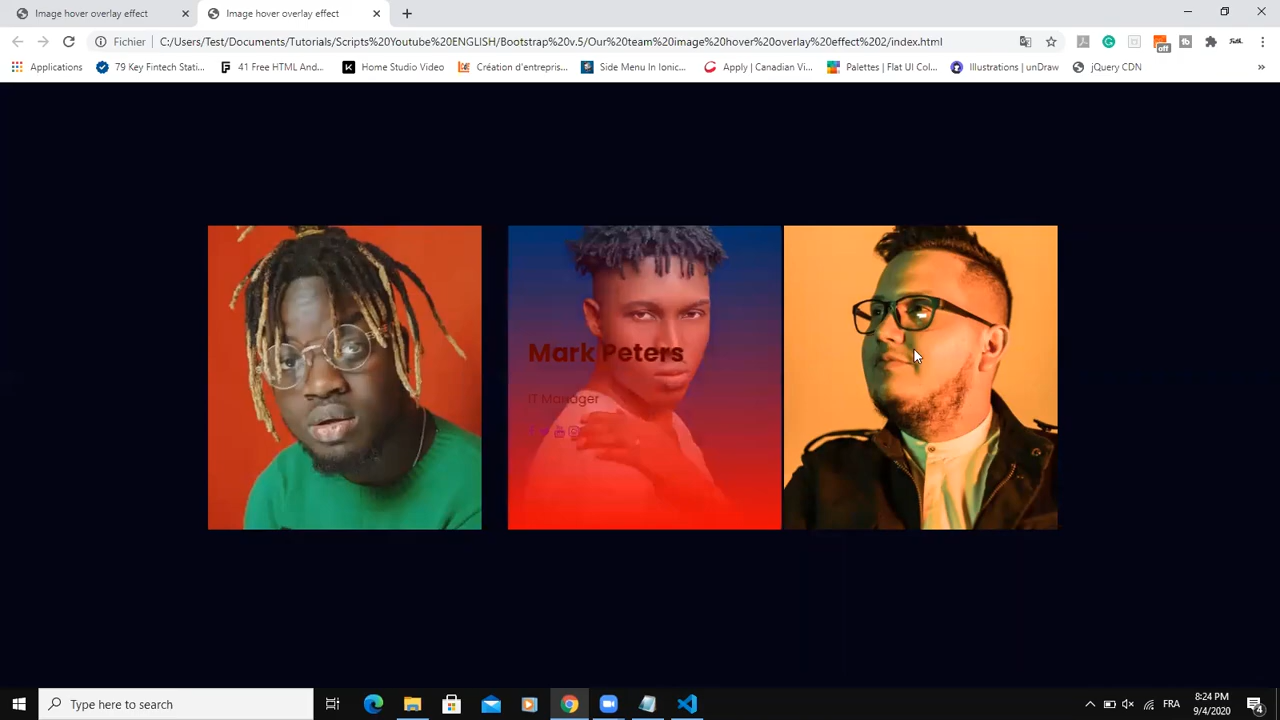 Image hover overlay effect
Image hover overlay effect
Fichier
C:/Users/Test/Documents/Tutorials/Scripts%20Youtube%20ENGLISH/Bootstrap%20v.5/Our%20team%20image%20hover%20overlay%20effect%202/index.html
off
Applications
79 Key Fintech Stati...
41 Free HTML And...
Home Studio Video
Création d'entrepris...
Side Menu In Ionic...
Apply | Canadian Vi...
Palettes | Flat UI Col...
Illustrations | unDraw
jQuery CDN
Mark Peters
IT Manager
Type here to search
FRA
8:24 PM
9/4/2020
4